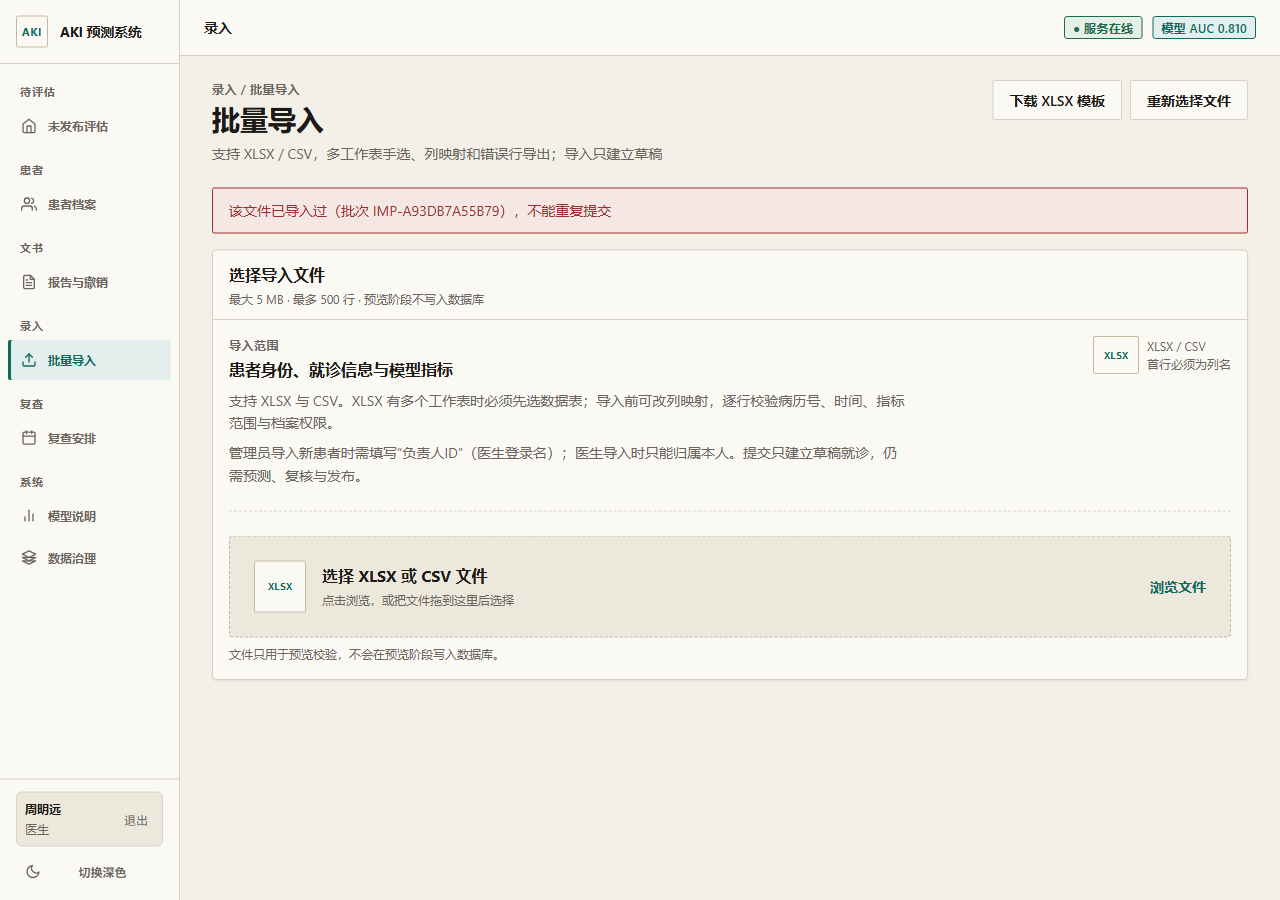 AKI
AKI 预测系统
待评估
未发布评估
患者
患者档案
文书
报告与撤销
录入
批量导入
复查
复查安排
系统
模型说明
数据治理
周明远
医生
退出
切换深色
录入
● 服务在线
模型 AUC 0.810
录入 / 批量导入
批量导入
支持 XLSX / CSV，多工作表手选、列映射和错误行导出；导入只建立草稿
下载 XLSX 模板
重新选择文件
该文件已导入过（批次 IMP-A93DB7A55B79），不能重复提交
选择导入文件
最大 5 MB · 最多 500 行 · 预览阶段不写入数据库
导入范围
患者身份、就诊信息与模型指标
支持 XLSX 与 CSV。XLSX 有多个工作表时必须先选数据表；导入前可改列映射，逐行校验病历号、时间、指标
范围与档案权限。
管理员导入新患者时需填写“负责人ID”（医生登录名）；医生导入时只能归属本人。提交只建立草稿就诊，仍
需预测、复核与发布。
XLSX
XLSX / CSV
首行必须为列名
XLSX
选择 XLSX 或 CSV 文件
点击浏览，或把文件拖到这里后选择
浏览文件
文件只用于预览校验，不会在预览阶段写入数据库。